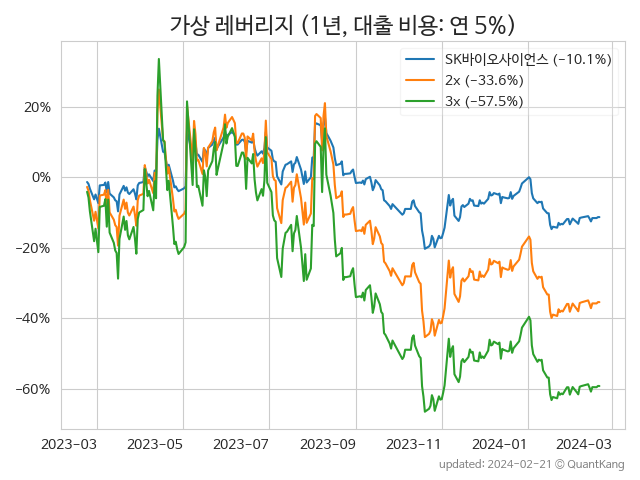 가상 레버리지 (1년, 대출 비용: 연 5%)
SK바이오사이언스 (−10.1%)
2x (−33.6%)
3x (−57.5%)
20%
0%
−20%
−40%
−60%
2023-03 2023-05 2023-07 2023-09 2023-11 2024-01 2024-03
updated: 2024-02-21 © QuantKang